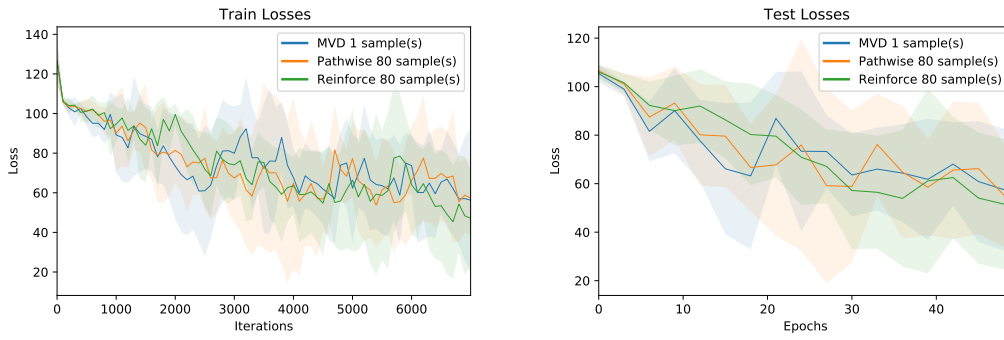 Train Losses
Loss
140
120
100
80
60
40
20
0
1000
2000
3000
4000
5000
6000
Iterations
MVD 1 sample(s)
Pathwise 80 sample(s)
Reinforce 80 sample(s)
Test Losses
Loss
120
100
80
60
40
20
0
10
20
30
40
Epochs
MVD 1 sample(s)
Pathwise 80 sample(s)
Reinforce 80 sample(s)